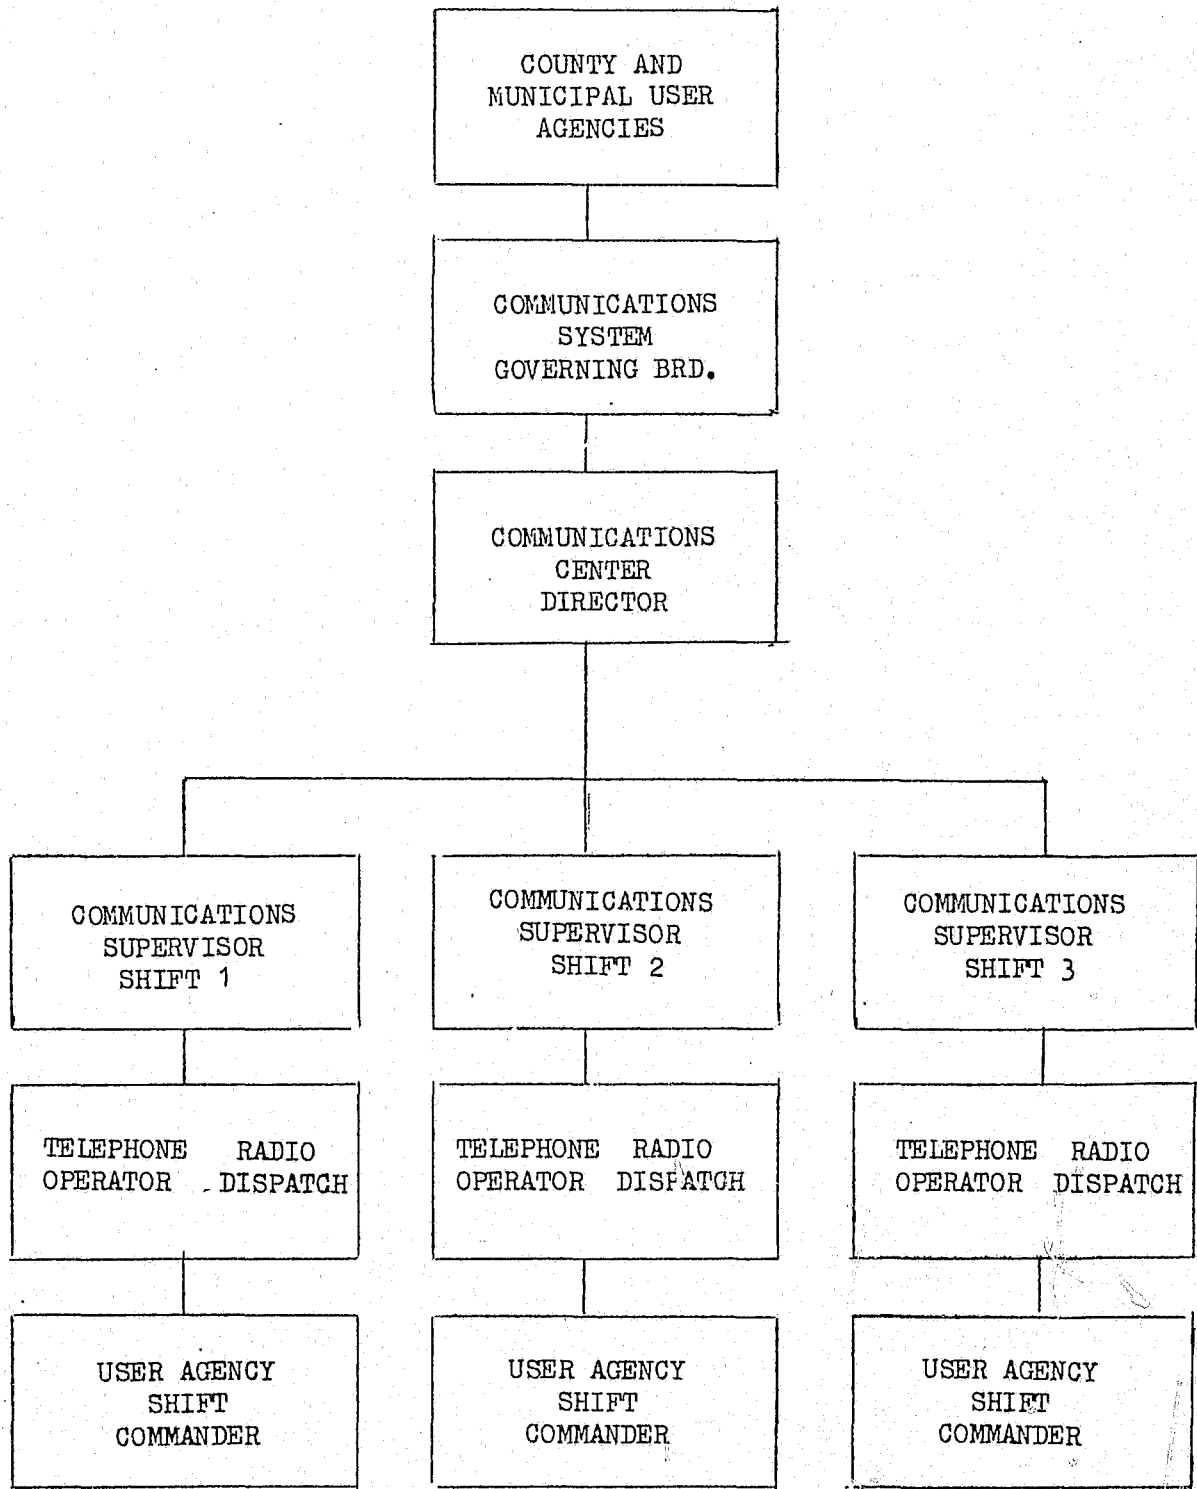 COUNTY AND
MUNICIPAL USER
AGENCIES
COMMUNICATIONS
SYSTEM
GOVERNING BRD.
COMMUNICATIONS
CENTER
DIRECTOR
COMMUNICATIONS
SUPERVISOR
SHIFT 1
COMMUNICATIONS
SUPERVISOR
SHIFT 2
COMMUNICATIONS
SUPERVISOR
SHIFT 3
TELEPHONE RADIO
OPERATOR DISPATCH
TELEPHONE RADIO
OPERATOR DISPATCH
TELEPHONE RADIO
OPERATOR DISPATCH
USER AGENCY
SHIFT
COMMANDER
USER AGENCY
SHIFT
COMMANDER
USER AGENCY
SHIFT
COMMANDER